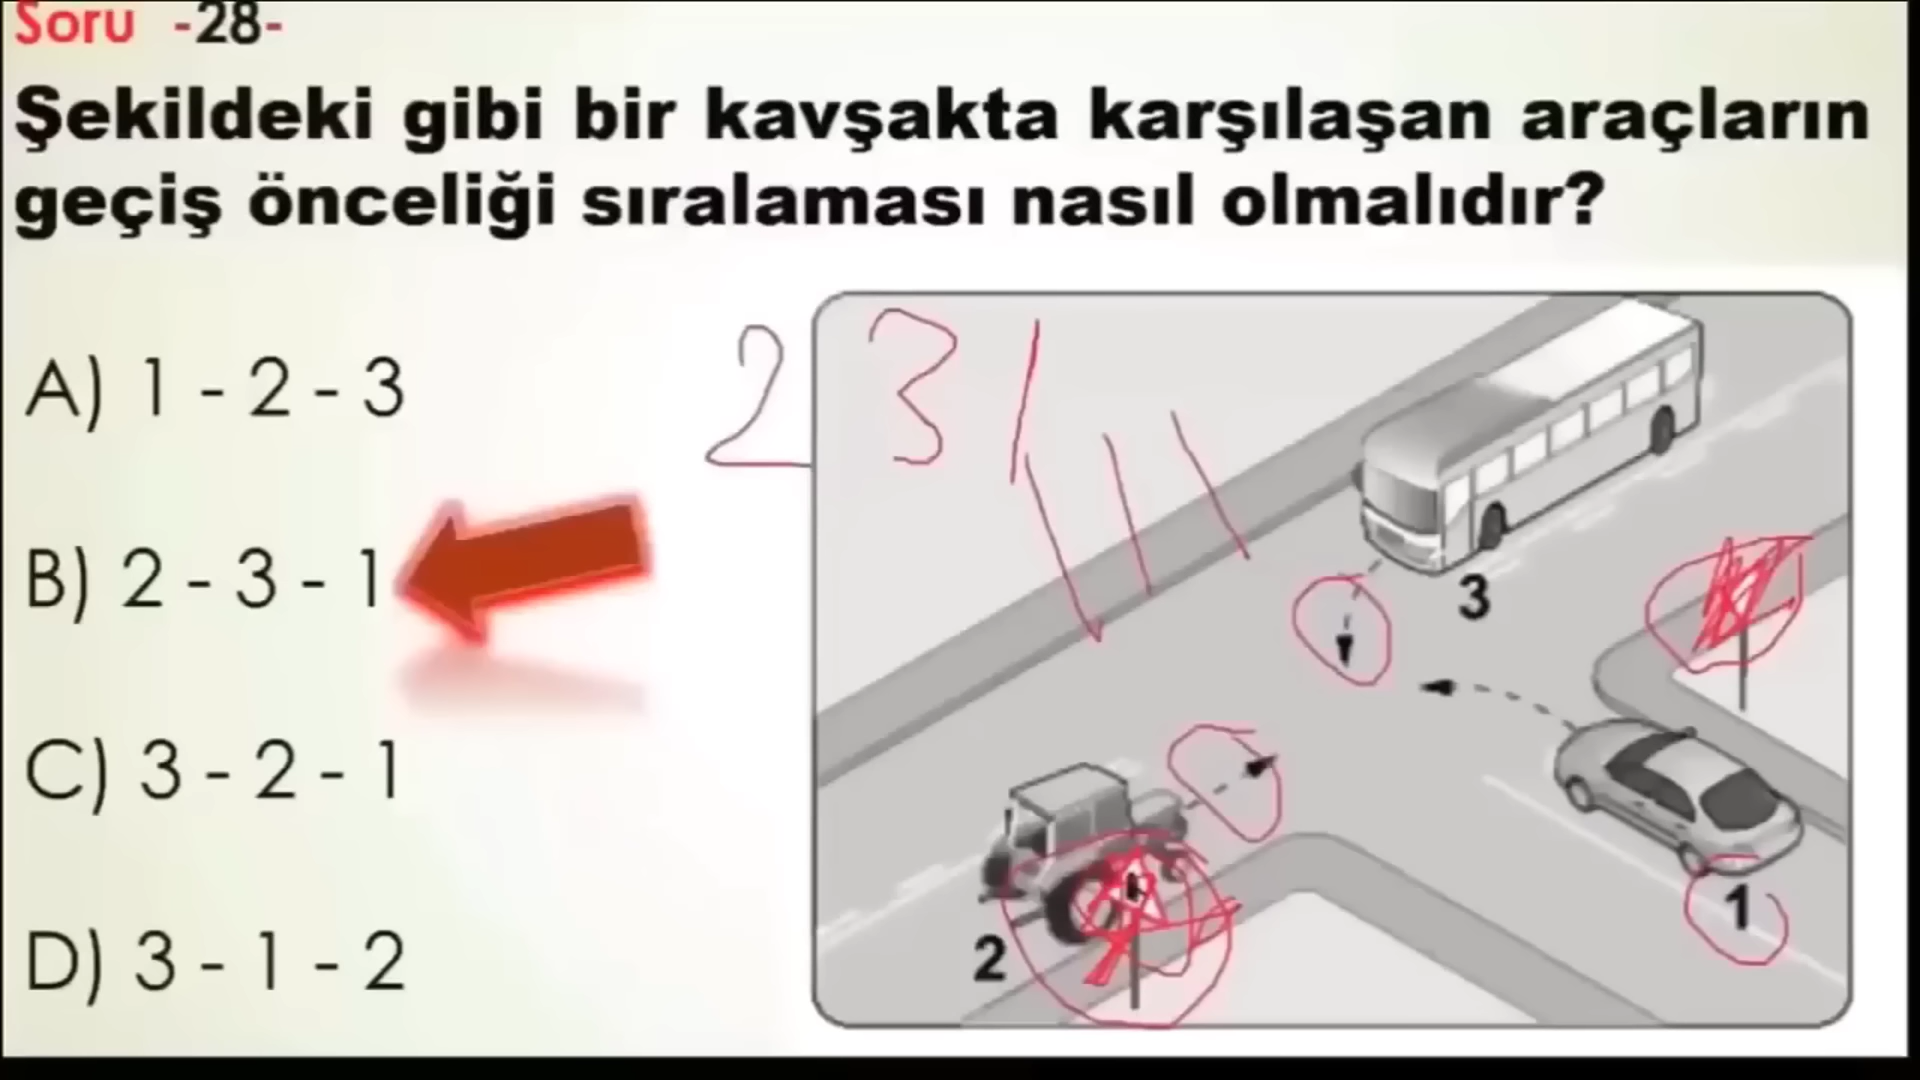 Soru -28-
Şekildeki gibi bir kavşakta karşılaşan araçların
geçiş önceliği sıralaması nasıl olmalıdır?
A) 1 - 2 - 3
B) 2 - 3 - 1
C) 3 - 2 - 1
D) 3 - 1 - 2
2 3 1
3
1
2